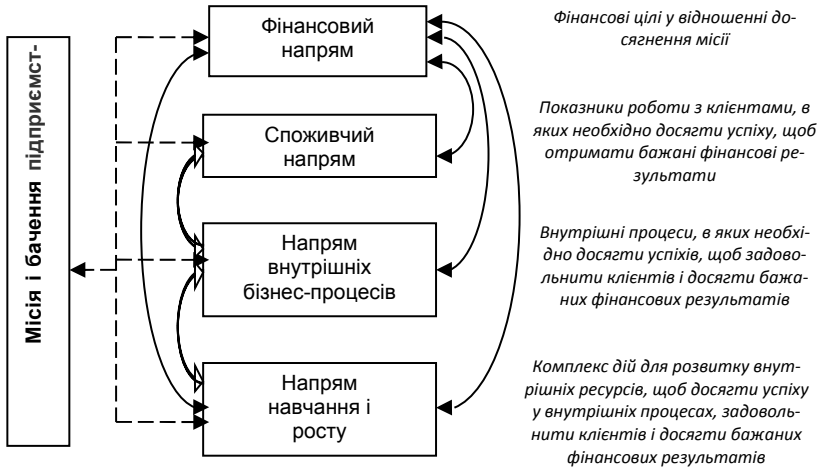 Місія і бачення підприємст-
Фінансовий
напрям
Фінансові цілі у відношенні до-
сягнення місії
Споживчий
напрям
Показники роботи з клієнтами, в
яких необхідно досягти успіху, щоб
отримати бажані фінансові ре-
зультати
Напрям
внутрішніх
бізнес-процесів
Внутрішні процеси, в яких необхі-
дно досягти успіхів, щоб задово-
льнити клієнтів і досягти бажа-
них фінансових результатів
Напрям
навчання і
росту
Комплекс дій для розвитку внут-
рішніх ресурсів, щоб досягти успіху
у внутрішніх процесах, задоволь-
нити клієнтів і досягти бажаних
фінансових результатів